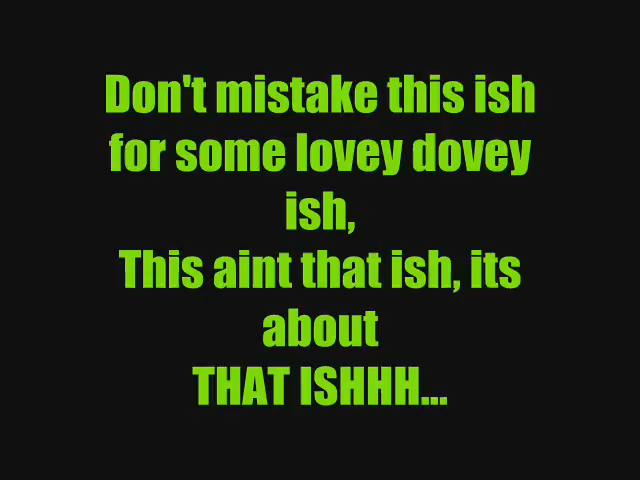 Don't mistake this ish
for some lovey dovey
ish,
This aint that ish, its
about
THAT ISHHH...